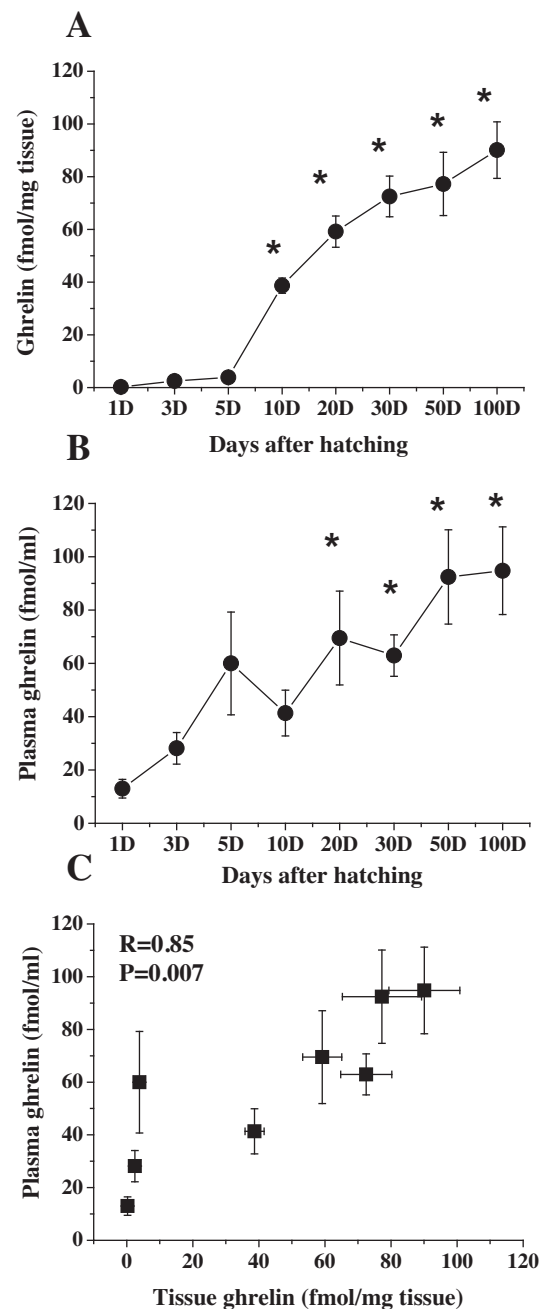 A
120
100
80
60
40
20
0
Ghrelin (fmol/mg tissue)
* * * * *
1D 3D 5D 10D 20D 30D 50D 100D
Days after hatching
B
120
100
80
60
40
20
0
Plasma ghrelin (fmol/ml)
* * * *
1D 3D 5D 10D 20D 30D 50D 100D
Days after hatching
C
120
100
80
60
40
20
0
Plasma ghrelin (fmol/ml)
R=0.85
P=0.007
0 20 40 60 80 100 120
Tissue ghrelin (fmol/mg tissue)